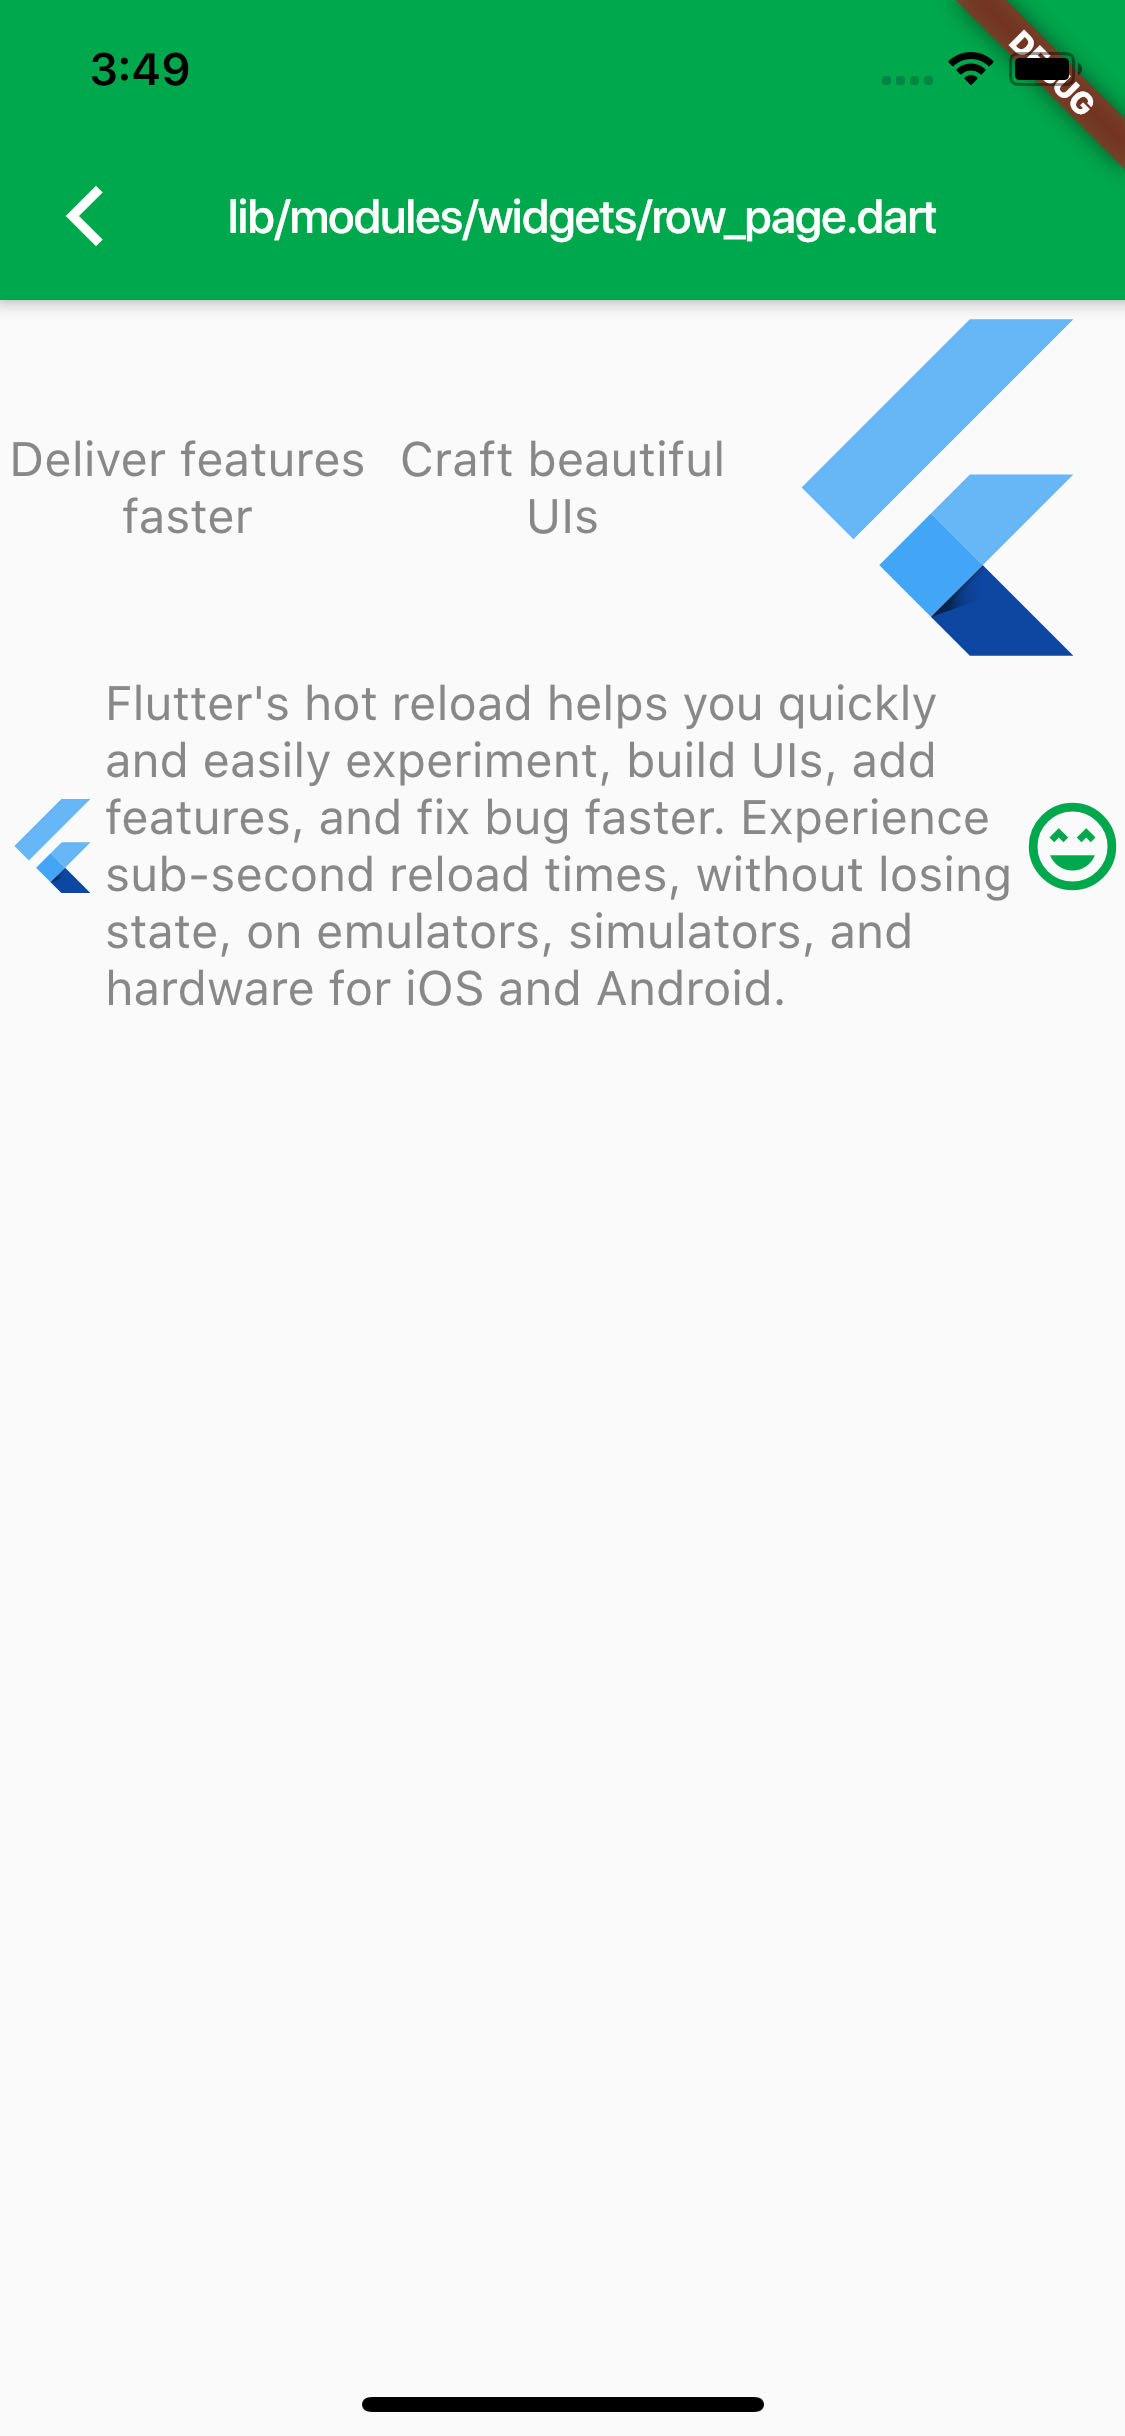 3:49
DEBUG
lib/modules/widgets/row_page.dart
Deliver features
faster
Craft beautiful
UIs
Flutter's hot reload helps you quickly
and easily experiment, build UIs, add
features, and fix bug faster. Experience
sub-second reload times, without losing
state, on emulators, simulators, and
hardware for iOS and Android.